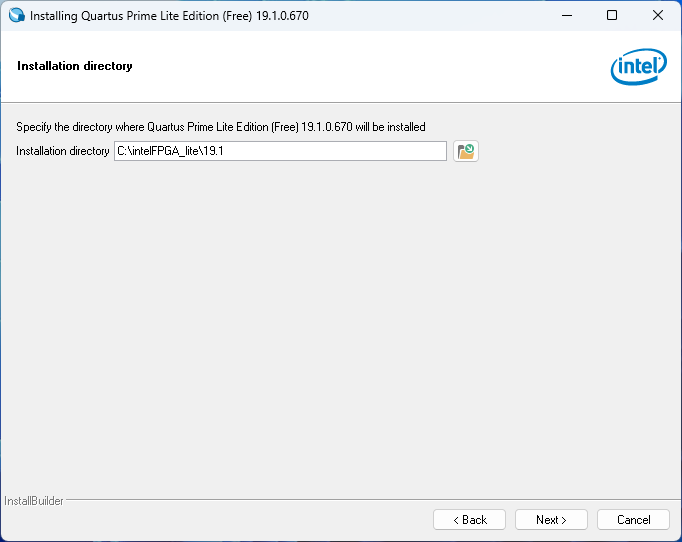 Installing Quartus Prime Lite Edition (Free) 19.1.0.670
Installation directory
intel
Specify the directory where Quartus Prime Lite Edition (Free) 19.1.0.670 will be installed
Installation directory C:\intelFPGA_lite\19.1
InstallBuilder
< Back Next > Cancel